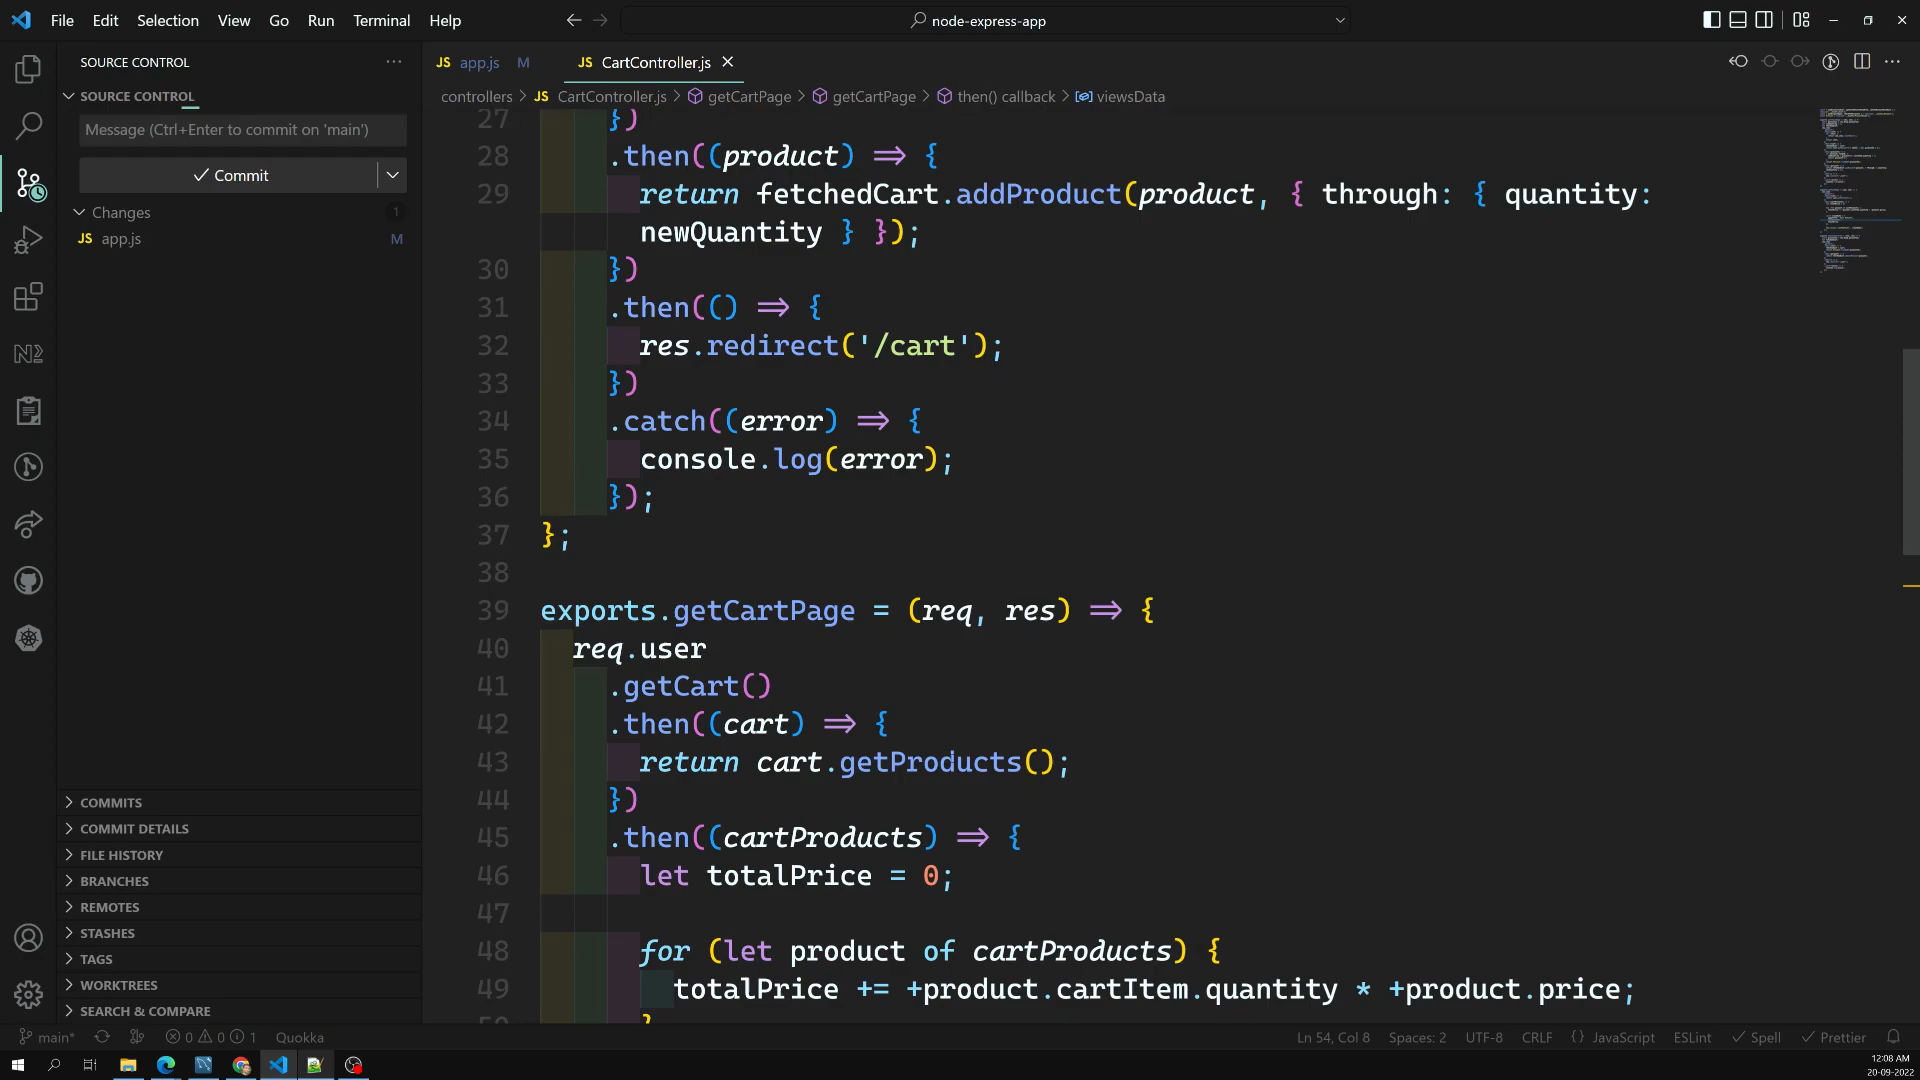 File Edit Selection View Go Run Terminal Help
node-express-app
SOURCE CONTROL
SOURCE CONTROL
Message (Ctrl+Enter to commit on 'main')
Commit
Changes 1
JS app.js M
COMMITS
COMMIT DETAILS
FILE HISTORY
BRANCHES
REMOTES
STASHES
TAGS
WORKTREES
SEARCH & COMPARE
JS app.js M
JS CartController.js
controllers > JS CartController.js > getCartPage > getCartPage > then() callback > viewsData
27 })
28 .then((product) => {
29 return fetchedCart.addProduct(product, { through: { quantity:
newQuantity } });
30 })
31 .then(() => {
32 res.redirect('/cart');
33 })
34 .catch((error) => {
35 console.log(error);
36 });
37 };
38
39 exports.getCartPage = (req, res) => {
40 req.user
41 .getCart()
42 .then((cart) => {
43 return cart.getProducts();
44 })
45 .then((cartProducts) => {
46 let totalPrice = 0;
47
48 for (let product of cartProducts) {
49 totalPrice += +product.cartItem.quantity * +product.price;
50 }
main* 0 0 1 Quokka
Ln 54, Col 8 Spaces: 2 UTF-8 CRLF {} JavaScript ESLint Spell Prettier
12:08 AM
20-09-2022